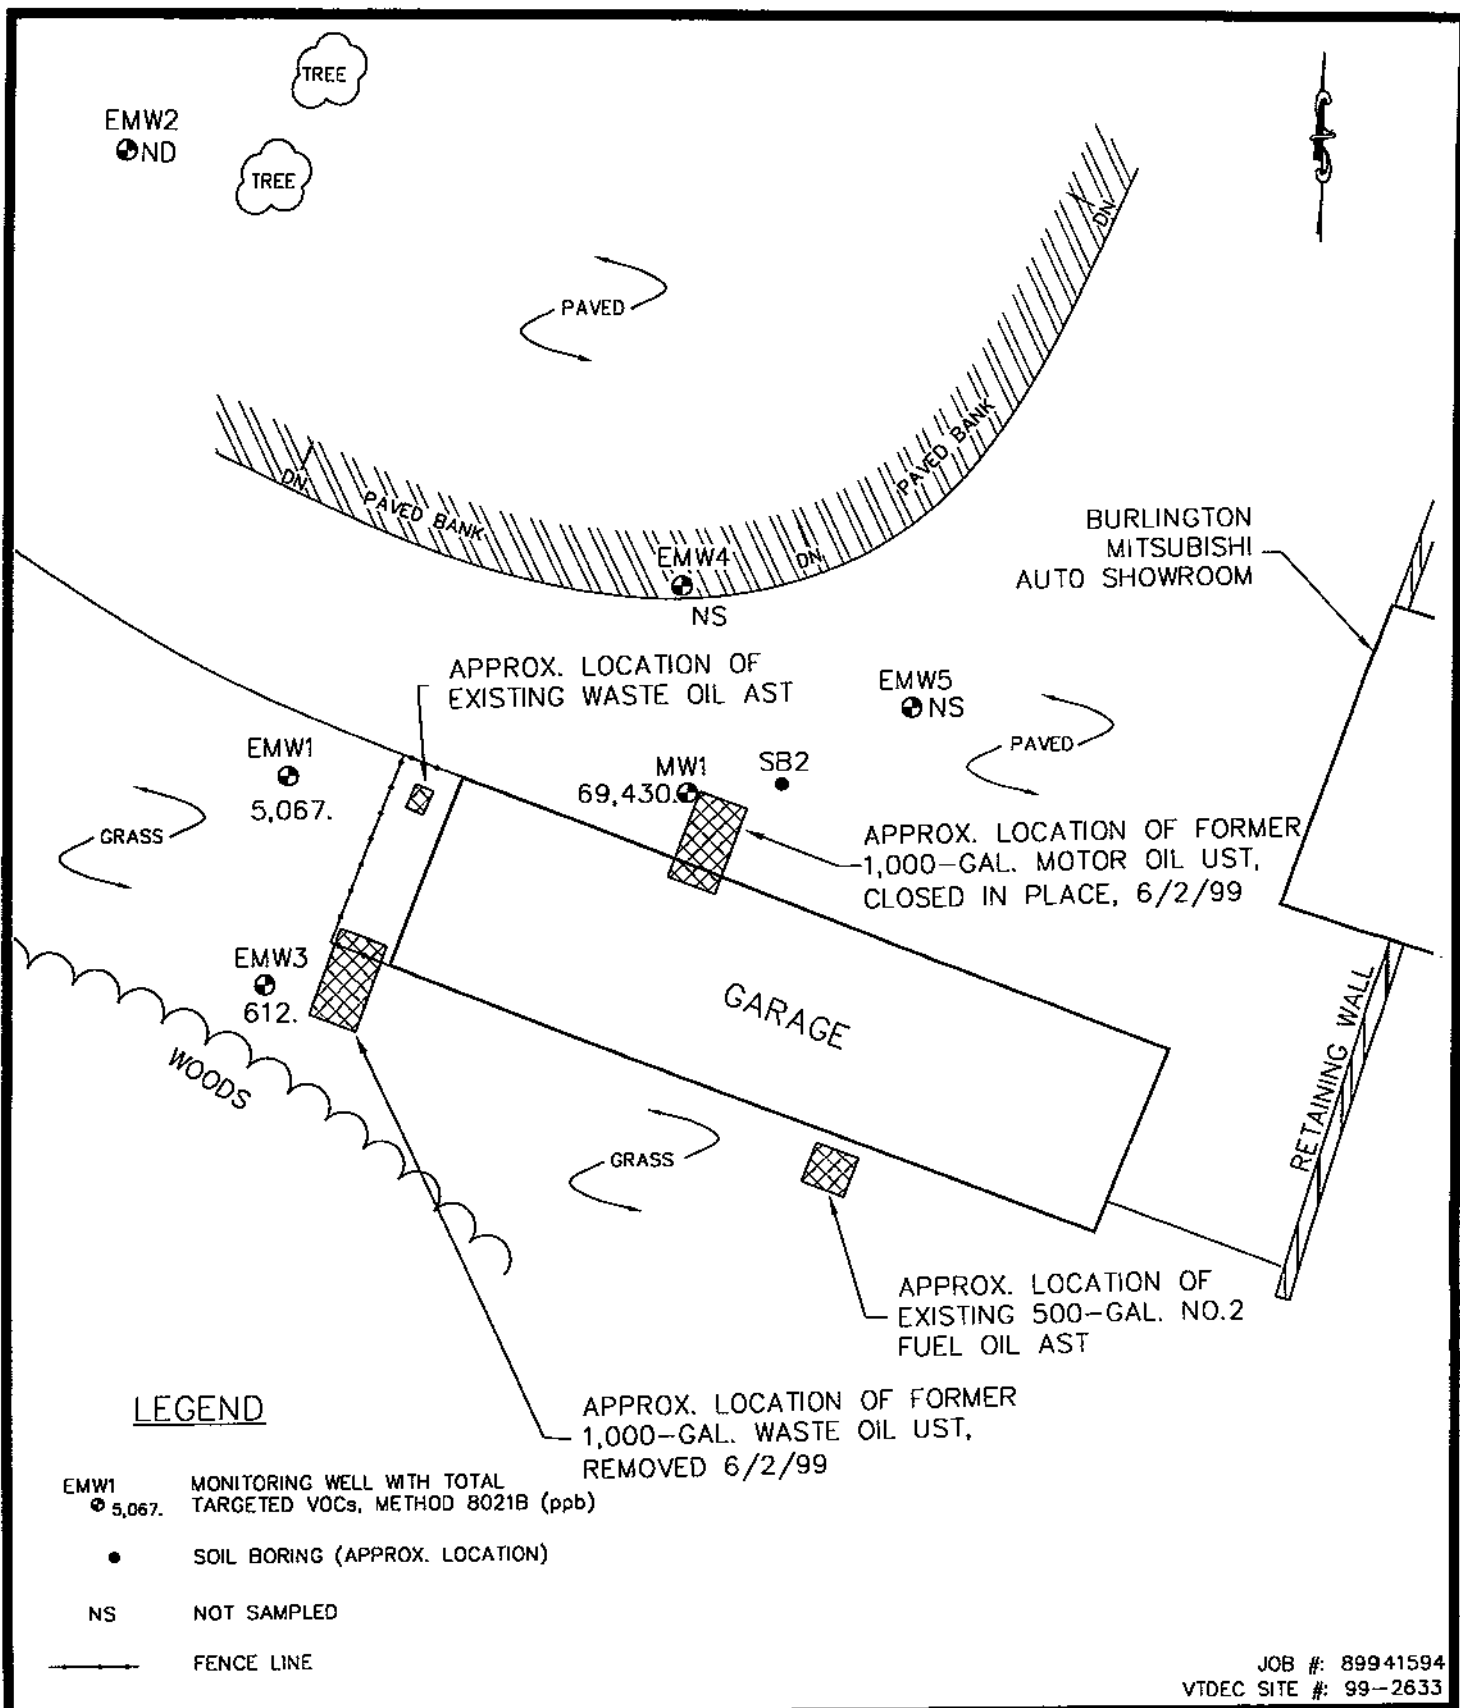 TREE
EMW2
ND
TREE
DN
PAVED
PAVED BANK
DN
PAVED BANK
EMW4
DN
NS
BURLINGTON
MITSUBISHI
AUTO SHOWROOM
APPROX. LOCATION OF
EXISTING WASTE OIL AST
EMW5
NS
PAVED
EMW1
5,067.
MW1
69,430.
SB2
GRASS
APPROX. LOCATION OF FORMER
1,000-GAL. MOTOR OIL UST,
CLOSED IN PLACE, 6/2/99
EMW3
612.
GARAGE
WOODS
RETAINING WALL
GRASS
APPROX. LOCATION OF
EXISTING 500-GAL. NO.2
FUEL OIL AST
APPROX. LOCATION OF FORMER
1,000-GAL. WASTE OIL UST,
REMOVED 6/2/99
LEGEND
EMW1
5,067.
MONITORING WELL WITH TOTAL
TARGETED VOCs, METHOD 8021B (ppb)
SOIL BORING (APPROX. LOCATION)
NS NOT SAMPLED
FENCE LINE
JOB #: 89941594
VTDEC SITE #: 99-2633